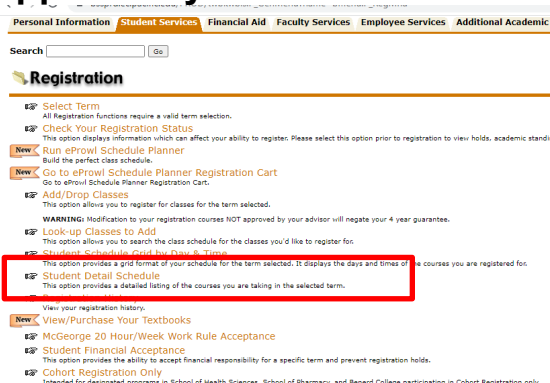 Personal Information Student Services Financial Aid Faculty Services Employee Services Additional Academic
Search Go
Registration
Select Term
All Registration functions require a valid term selection.
Check Your Registration Status
This option displays information which can affect your ability to register. Please select this option prior to registration to view holds, academic standi
New Run eProwl Schedule Planner
Build the perfect class schedule.
New Go to eProwl Schedule Planner Registration Cart
Go to eProwl Schedule Planner Registration Cart.
Add/Drop Classes
This option allows you to register for classes for the term selected.
WARNING: Modification to your registration courses NOT approved by your advisor will negate your 4 year guarantee.
Look-up Classes to Add
This option allows you to search the class schedule for the classes you'd like to register for.
Student Schedule Grid by Day & Time
This option provides a grid format of your schedule for the term selected. It displays the days and times of the courses you are registered for.
Student Detail Schedule
This option provides a detailed listing of the courses you are taking in the selected term.
Registration History
View your registration history.
New View/Purchase Your Textbooks
McGeorge 20 Hour/Week Work Rule Acceptance
Student Financial Acceptance
This option provides the ability to accept financial responsibility for a specific term and prevent registration holds.
Cohort Registration Only
Intended for designated programs in School of Health Sciences, School of Pharmacy, and Benerd College participating in Cohort Registration only